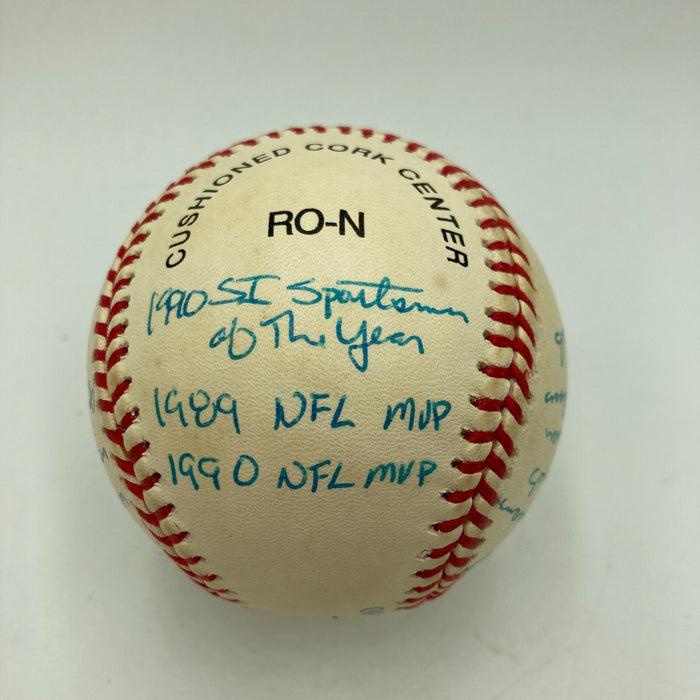 CUSHIONED CORK CENTER
RO-N
1990 SI Sportsman
of The Year
1989 NFL MVP
1990 NFL MVP